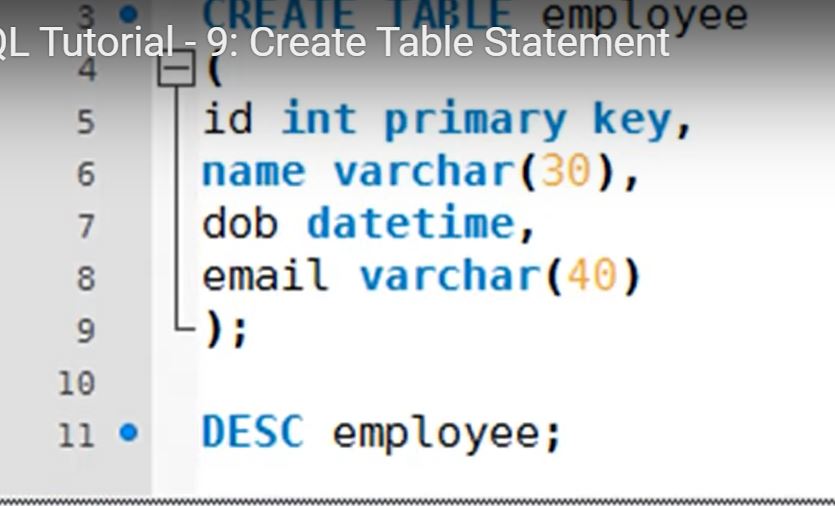 3 CREATE TABLE employee
QL Tutorial - 9: Create Table Statement
4 (
5 id int primary key,
6 name varchar(30),
7 dob datetime,
8 email varchar(40)
9 );
10
11 DESC employee;